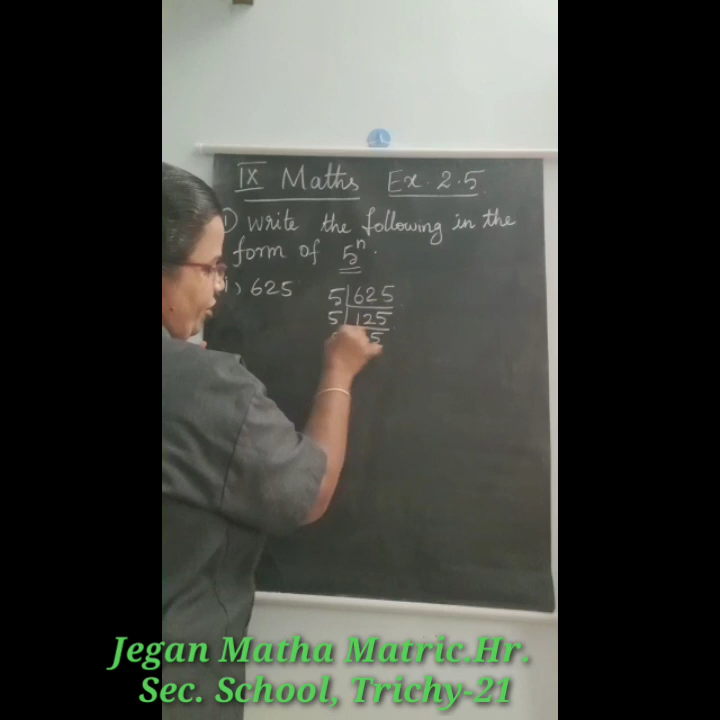 IX Maths Ex. 2.5
1) Write the following in the
form of 5ⁿ.
i) 625
5 625
5 125
5
Jegan Matha Matric.Hr.
Sec. School, Trichy-21